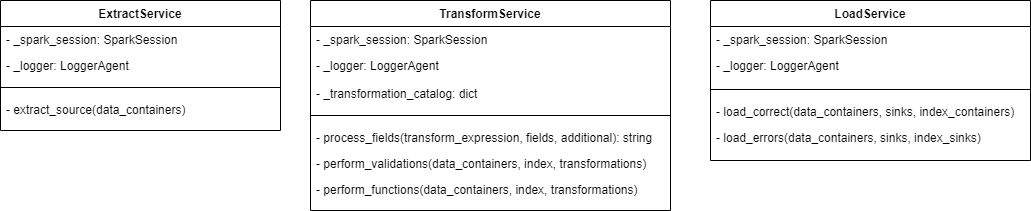 ExtractService
- _spark_session: SparkSession
- _logger: LoggerAgent
- extract_source(data_containers)
TransformService
- _spark_session: SparkSession
- _logger: LoggerAgent
- _transformation_catalog: dict
- process_fields(transform_expression, fields, additional): string
- perform_validations(data_containers, index, transformations)
- perform_functions(data_containers, index, transformations)
LoadService
- _spark_session: SparkSession
- _logger: LoggerAgent
- load_correct(data_containers, sinks, index_containers)
- load_errors(data_containers, sinks, index_sinks)